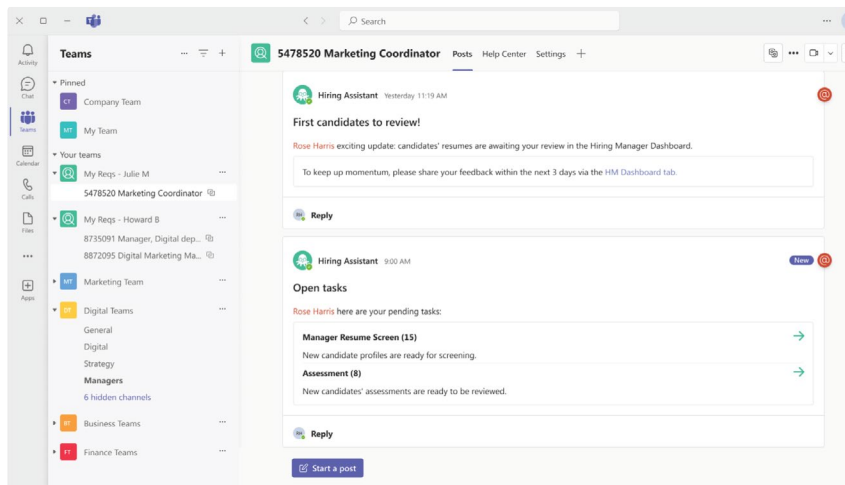 Search
Activity
Chat
Teams
Calendar
Calls
Files
Apps
Teams
Pinned
CT Company Team
MT My Team
Your teams
My Reqs - Julie M
5478520 Marketing Coordinator
My Reqs - Howard B
8735091 Manager, Digital dep...
8872095 Digital Marketing Ma...
MT Marketing Team
DT Digital Teams
General
Digital
Strategy
Managers
6 hidden channels
BT Business Teams
FT Finance Teams
5478520 Marketing Coordinator Posts Help Center Settings
Hiring Assistant Yesterday 11:19 AM
First candidates to review!
Rose Harris exciting update: candidates' resumes are awaiting your review in the Hiring Manager Dashboard.
To keep up momentum, please share your feedback within the next 3 days via the HM Dashboard tab.
Reply
Hiring Assistant 9:00 AM
New
Open tasks
Rose Harris here are your pending tasks:
Manager Resume Screen (15)
New candidate profiles are ready for screening.
Assessment (8)
New candidates' assessments are ready to be reviewed.
Reply
Start a post